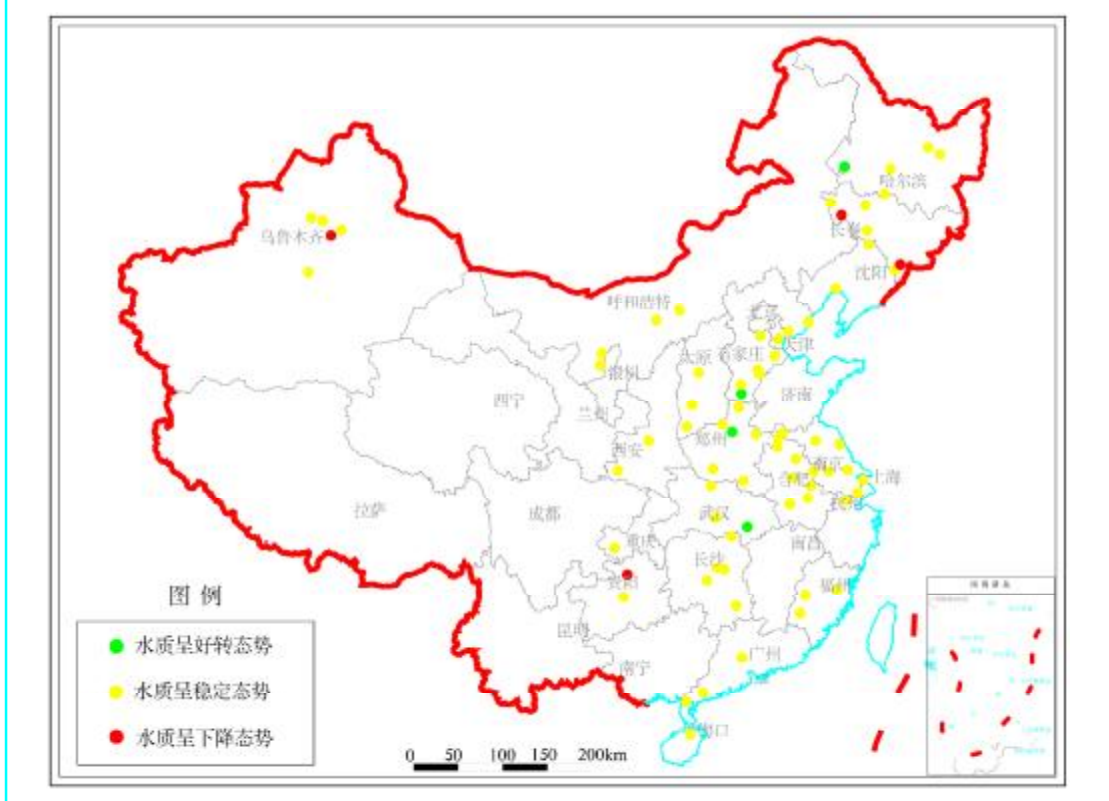 哈尔滨
长春
乌鲁木齐
沈阳
呼和浩特
北京
天津
太原
石家庄
银川
济南
西宁
兰州
郑州
西安
南京
上海
合肥
杭州
拉萨
成都
武汉
重庆
南昌
长沙
贵阳
福州
昆明
广州
南宁
海口
图 例
水质呈好转态势
水质呈稳定态势
水质呈下降态势
0 50 100 150 200km
南海诸岛